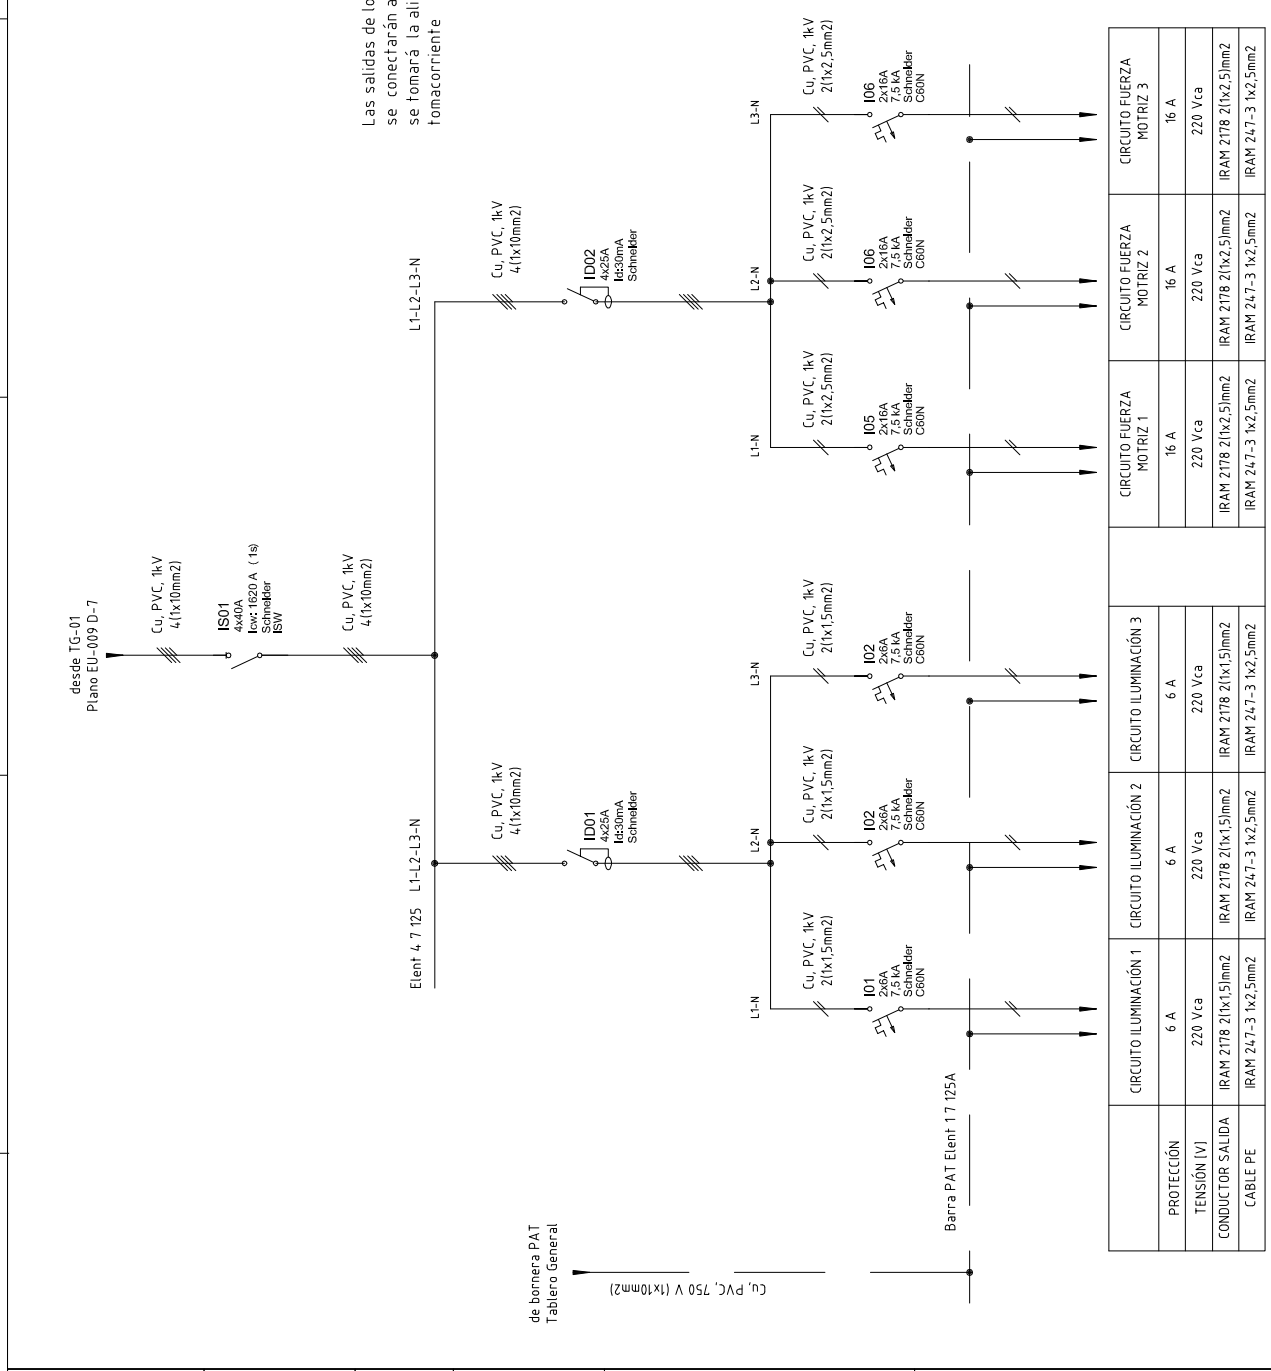 Las salidas de lo
se conectarán a
se tomará la ali
tomacorriente
desde TG-01
Plano EU-009 D-7
Cu, PVC, 1kV
4(1x10mm2)
IS01
4x40A
Icw: 1620 A (1s)
Schneider
ISW
Cu, PVC, 1kV
4(1x10mm2)
Elent 4 7 125
L1-L2-L3-N
L1-L2-L3-N
Cu, PVC, 1kV
4(1x10mm2)
ID01
4x25A
Id:30mA
Schneider
Cu, PVC, 1kV
4(1x10mm2)
ID02
4x25A
Id:30mA
Schneider
L1-N
Cu, PVC, 1kV
2(1x1,5mm2)
I01
2x6A
7,5 kA
Schneider
C60N
L2-N
Cu, PVC, 1kV
2(1x1,5mm2)
I02
2x6A
7,5 kA
Schneider
C60N
L3-N
Cu, PVC, 1kV
2(1x1,5mm2)
I02
2x6A
7,5 kA
Schneider
C60N
L1-N
Cu, PVC, 1kV
2(1x2,5mm2)
I05
2x16A
7,5 kA
Schneider
C60N
L2-N
Cu, PVC, 1kV
2(1x2,5mm2)
I06
2x16A
7,5 kA
Schneider
C60N
L3-N
Cu, PVC, 1kV
2(1x2,5mm2)
I06
2x16A
7,5 kA
Schneider
C60N
de bornera PAT
Tablero General
Cu, PVC, 750 V (1x10mm2)
Barra PAT Elent 1 7 125A
CIRCUITO ILUMINACIÓN 1
CIRCUITO ILUMINACIÓN 2
CIRCUITO ILUMINACIÓN 3
CIRCUITO FUERZA
MOTRIZ 1
CIRCUITO FUERZA
MOTRIZ 2
CIRCUITO FUERZA
MOTRIZ 3
PROTECCIÓN 6 A 6 A 6 A 16 A 16 A 16 A
TENSIÓN [V] 220 Vca 220 Vca 220 Vca 220 Vca 220 Vca 220 Vca
CONDUCTOR SALIDA IRAM 2178 2(1x1,5)mm2 IRAM 2178 2(1x1,5)mm2 IRAM 2178 2(1x1,5)mm2 IRAM 2178 2(1x2,5)mm2 IRAM 2178 2(1x2,5)mm2 IRAM 2178 2(1x2,5)mm2
CABLE PE IRAM 247-3 1x2,5mm2 IRAM 247-3 1x2,5mm2 IRAM 247-3 1x2,5mm2 IRAM 247-3 1x2,5mm2 IRAM 247-3 1x2,5mm2 IRAM 247-3 1x2,5mm2